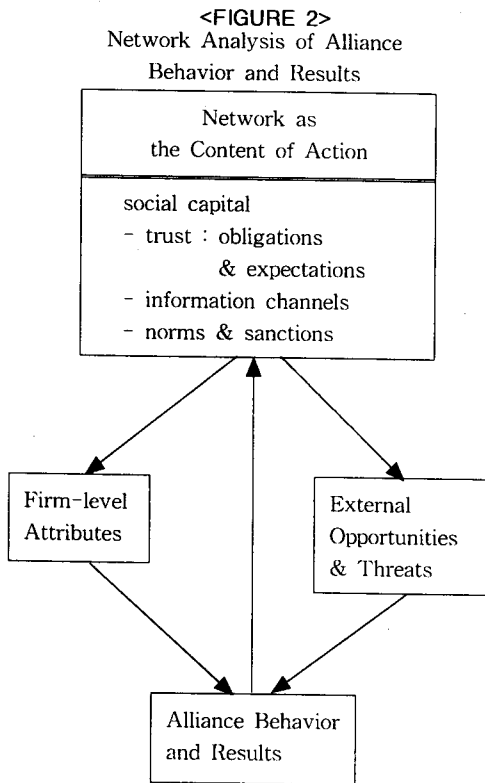 <FIGURE 2>
Network Analysis of Alliance
Behavior and Results
Network as
the Content of Action
social capital
- trust : obligations
& expectations
- information channels
- norms & sanctions
Firm-level
Attributes
External
Opportunities
& Threats
Alliance Behavior
and Results